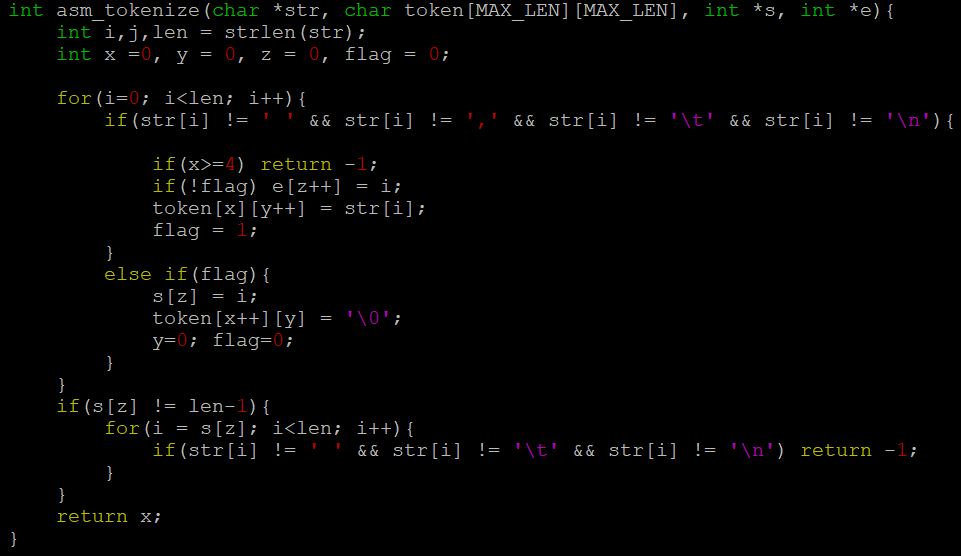 int asm_tokenize(char *str, char token[MAX_LEN][MAX_LEN], int *s, int *e){
    int i,j,len = strlen(str);
    int x =0, y = 0, z = 0, flag = 0;

    for(i=0; i<len; i++){
        if(str[i] != ' ' && str[i] != ',' && str[i] != '\t' && str[i] != '\n'){

            if(x>=4) return -1;
            if(!flag) e[z++] = i;
            token[x][y++] = str[i];
            flag = 1;
        }
        else if(flag){
            s[z] = i;
            token[x++][y] = '\0';
            y=0; flag=0;
        }
    }
    if(s[z] != len-1){
        for(i = s[z]; i<len; i++){
            if(str[i] != ' ' && str[i] != '\t' && str[i] != '\n') return -1;
        }
    }
    return x;
}